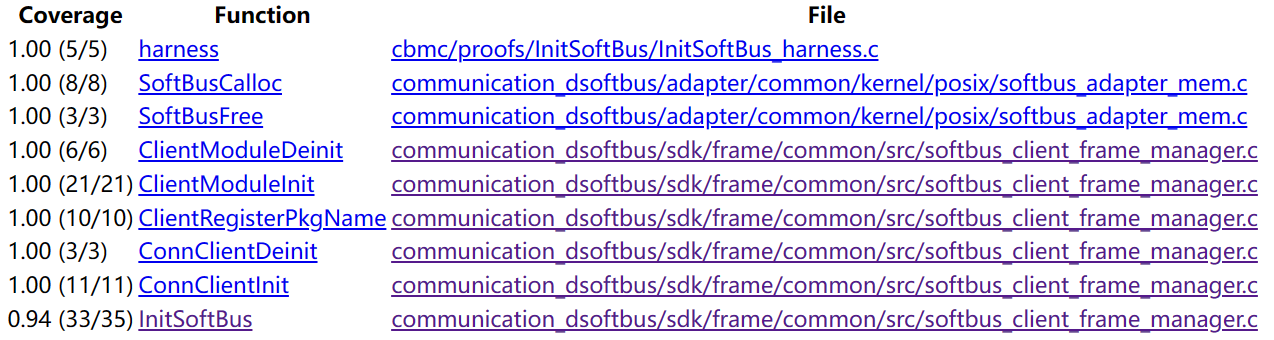 Coverage Function File
1.00 (5/5) harness cbmc/proofs/InitSoftBus/InitSoftBus_harness.c
1.00 (8/8) SoftBusCalloc communication_dsoftbus/adapter/common/kernel/posix/softbus_adapter_mem.c
1.00 (3/3) SoftBusFree communication_dsoftbus/adapter/common/kernel/posix/softbus_adapter_mem.c
1.00 (6/6) ClientModuleDeinit communication_dsoftbus/sdk/frame/common/src/softbus_client_frame_manager.c
1.00 (21/21) ClientModuleInit communication_dsoftbus/sdk/frame/common/src/softbus_client_frame_manager.c
1.00 (10/10) ClientRegisterPkgName communication_dsoftbus/sdk/frame/common/src/softbus_client_frame_manager.c
1.00 (3/3) ConnClientDeinit communication_dsoftbus/sdk/frame/common/src/softbus_client_frame_manager.c
1.00 (11/11) ConnClientInit communication_dsoftbus/sdk/frame/common/src/softbus_client_frame_manager.c
0.94 (33/35) InitSoftBus communication_dsoftbus/sdk/frame/common/src/softbus_client_frame_manager.c